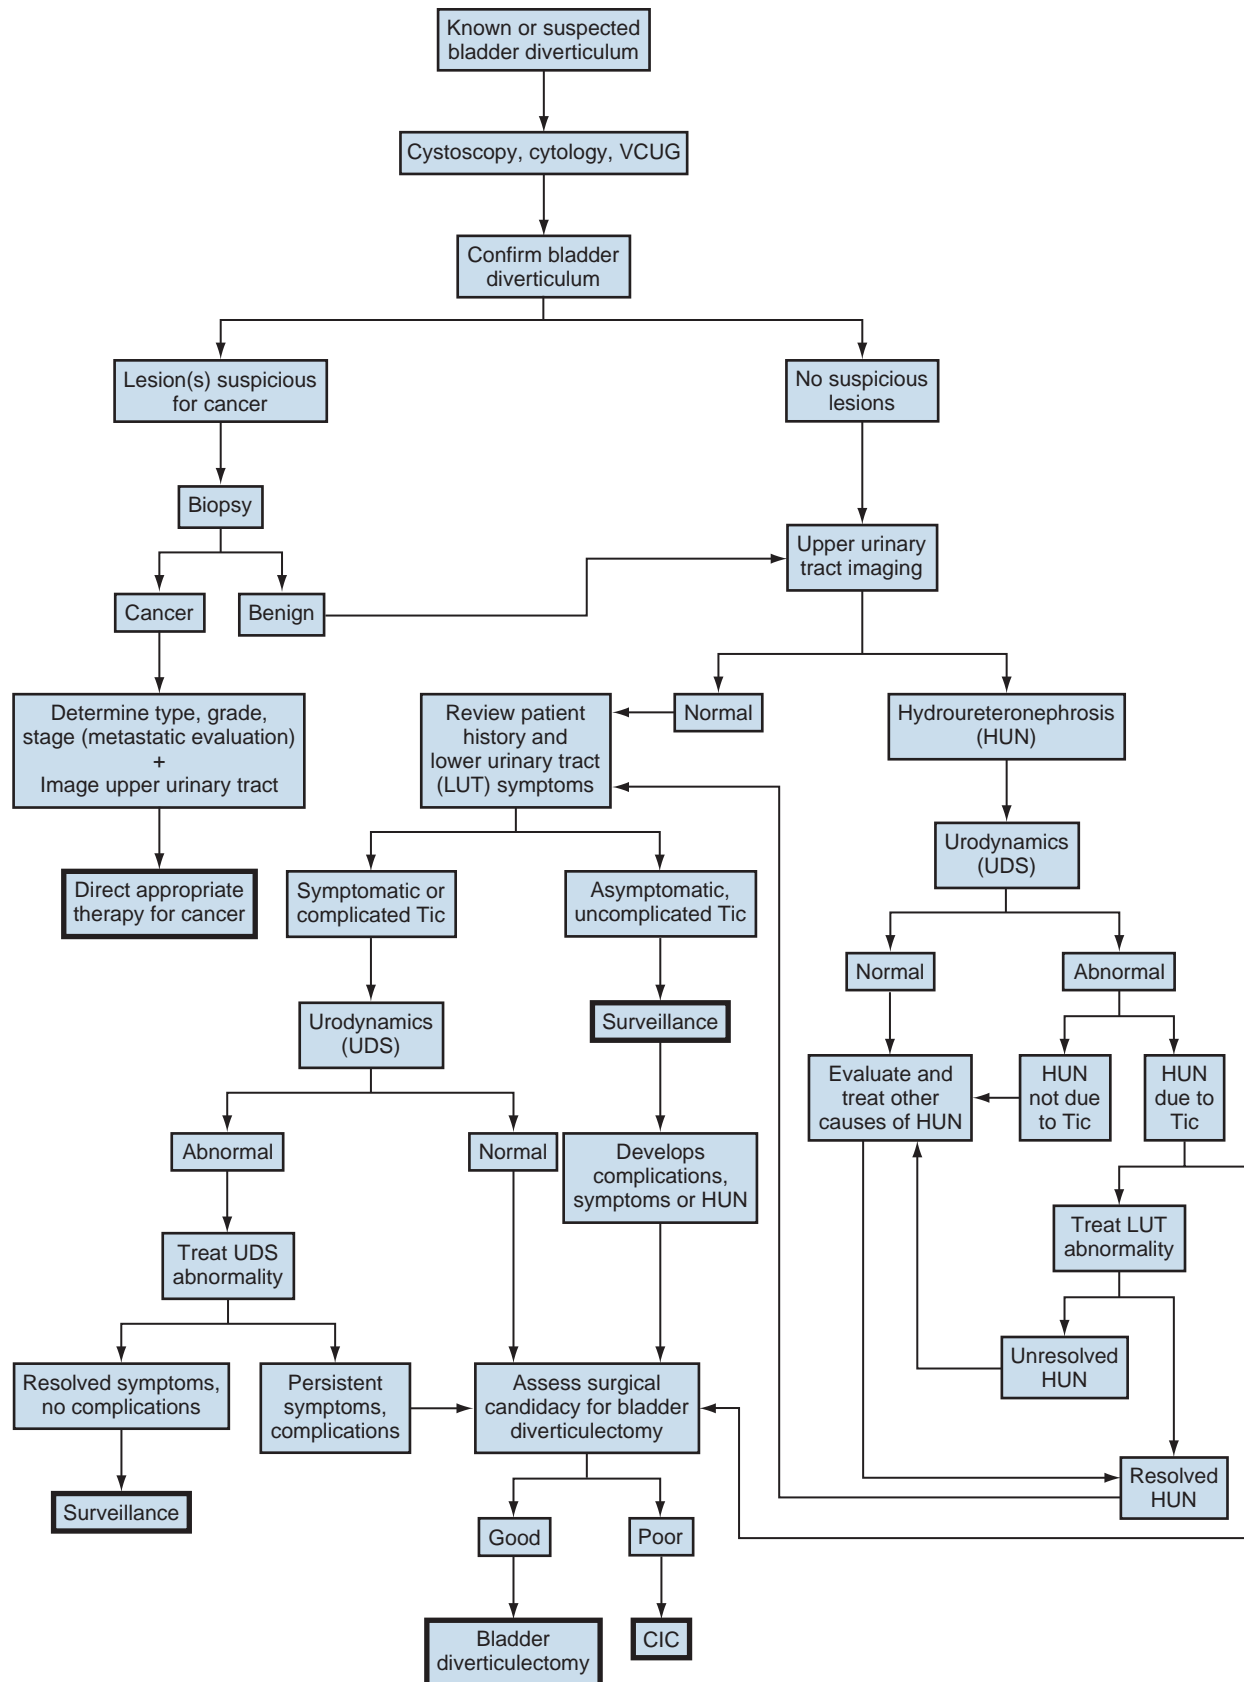 Known or suspected
bladder diverticulum
Cystoscopy, cytology, VCUG
Confirm bladder
diverticulum
Lesion(s) suspicious
for cancer
No suspicious
lesions
Biopsy
Upper urinary
tract imaging
Cancer
Benign
Determine type, grade,
stage (metastatic evaluation)
+
Image upper urinary tract
Review patient
history and
lower urinary tract
(LUT) symptoms
Normal
Hydroureteronephrosis
(HUN)
Direct appropriate
therapy for cancer
Symptomatic or
complicated Tic
Asymptomatic,
uncomplicated Tic
Urodynamics
(UDS)
Normal
Abnormal
Urodynamics
(UDS)
Surveillance
Evaluate and
treat other
causes of HUN
HUN
not due
to Tic
HUN
due to
Tic
Abnormal
Normal
Develops
complications,
symptoms or HUN
Treat UDS
abnormality
Treat LUT
abnormality
Resolved symptoms,
no complications
Persistent
symptoms,
complications
Assess surgical
candidacy for bladder
diverticulectomy
Unresolved
HUN
Resolved
HUN
Surveillance
Good
Poor
Bladder
diverticulectomy
CIC